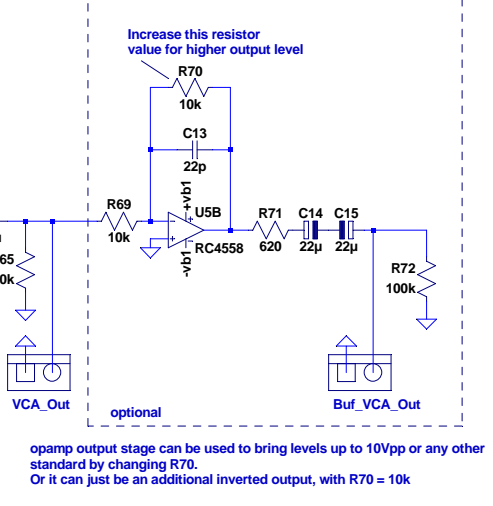 Increase this resistor
value for higher output level
R70
10k
C13
22p
+vb1
R69
U5B
R71
C14
C15
10k
RC4558
620
22µ
22µ
-vb1
65
0k
R72
100k
VCA_Out
Buf_VCA_Out
optional
opamp output stage can be used to bring levels up to 10Vpp or any other
standard by changing R70.
Or it can just be an additional inverted output, with R70 = 10k